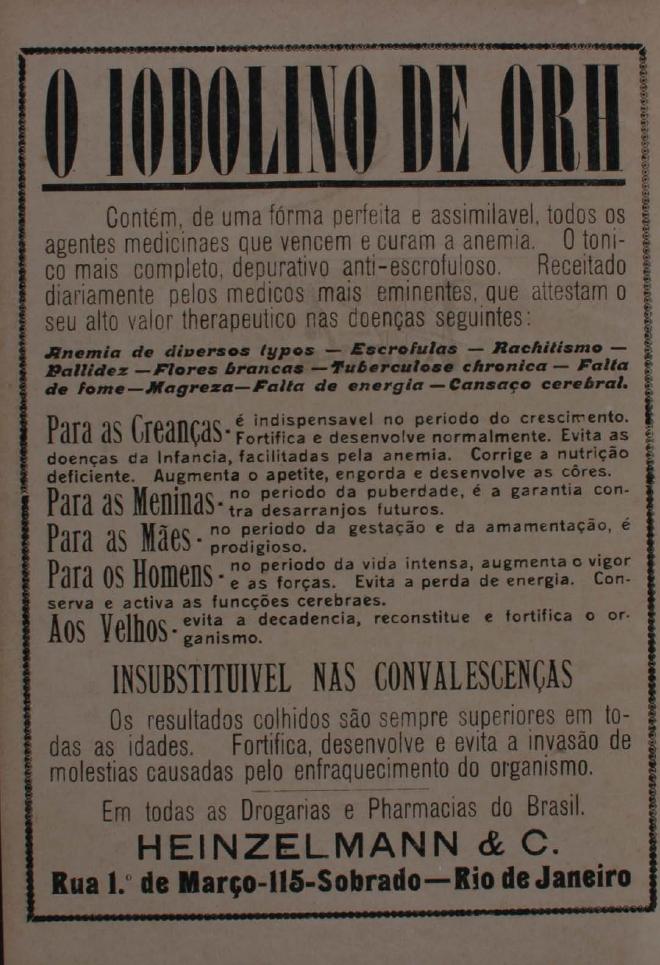 O IODOLINO DE ORH
Contém, de uma fórma perfeita e assimilavel, todos os
agentes medicinaes que vencem e curam a anemia. O toni-
co mais completo, depurativo anti-escrofuloso. Receitado
diariamente pelos medicos mais eminentes, que attestam o
seu alto valor therapeutico nas doenças seguintes:
Anemia de diversos typos — Escrofulas — Rachitismo —
Pallidez — Flores brancas — Tuberculose chronica — Falta
de fome — Magreza — Falta de energia — Cansaço cerebral.
Para as Creanças - é indispensavel no periodo do crescimento.
Fortifica e desenvolve normalmente. Evita as
doenças da Infancia, facilitadas pela anemia. Corrige a nutrição
deficiente. Augmenta o apetite, engorda e desenvolve as côres.
Para as Meninas - no periodo da puberdade, é a garantia con-
tra desarranjos futuros.
Para as Mães - no periodo da gestação e da amamentação, é
prodigioso.
Para os Homens - no periodo da vida intensa, augmenta o vigor
e as forças. Evita a perda de energia. Con-
serva e activa as funcções cerebraes.
Aos Velhos - evita a decadencia, reconstitue e fortifica o or-
ganismo.
INSUBSTITUIVEL NAS CONVALESCENÇAS
Os resultados colhidos são sempre superiores em to-
das as idades. Fortifica, desenvolve e evita a invasão de
molestias causadas pelo enfraquecimento do organismo.
Em todas as Drogarias e Pharmacias do Brasil.
HEINZELMANN & C.
Rua 1.º de Março-115-Sobrado — Rio de Janeiro